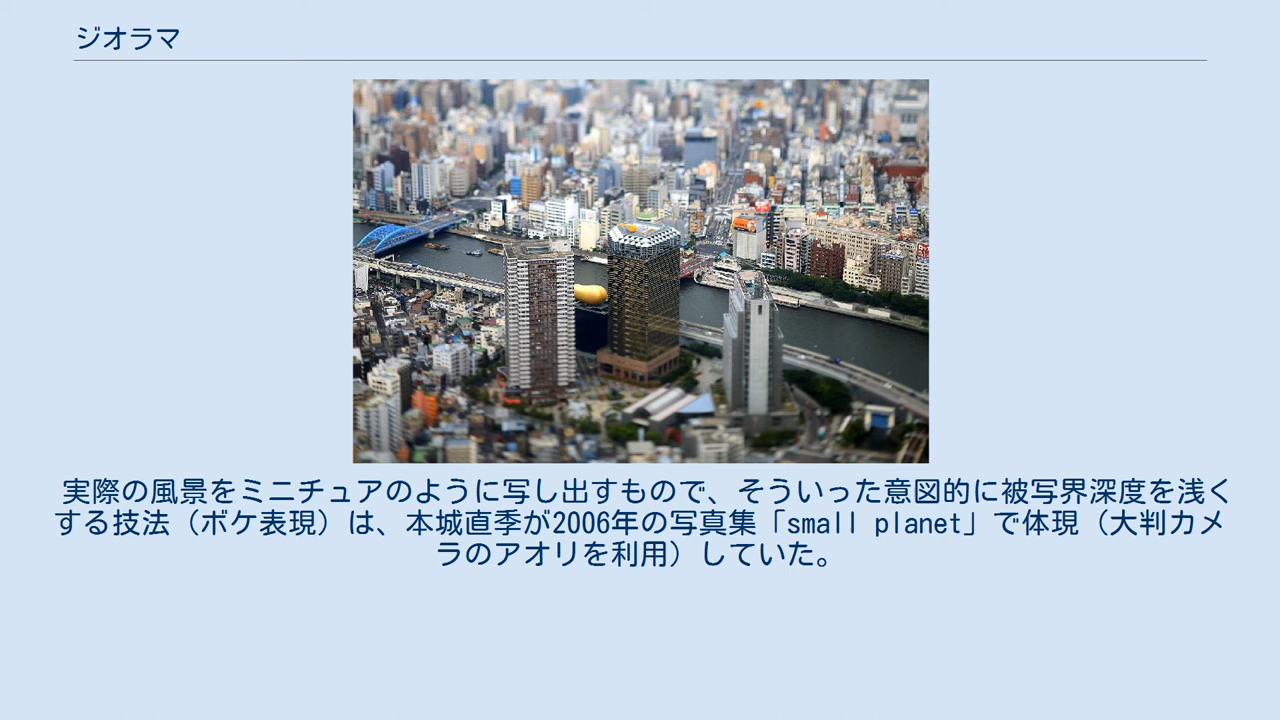 ジオラマ
実際の風景をミニチュアのように写し出すもので、そういった意図的に被写界深度を浅く
する技法（ボケ表現）は、本城直季が2006年の写真集「small planet」で体現（大判カメ
ラのアオリを利用）していた。